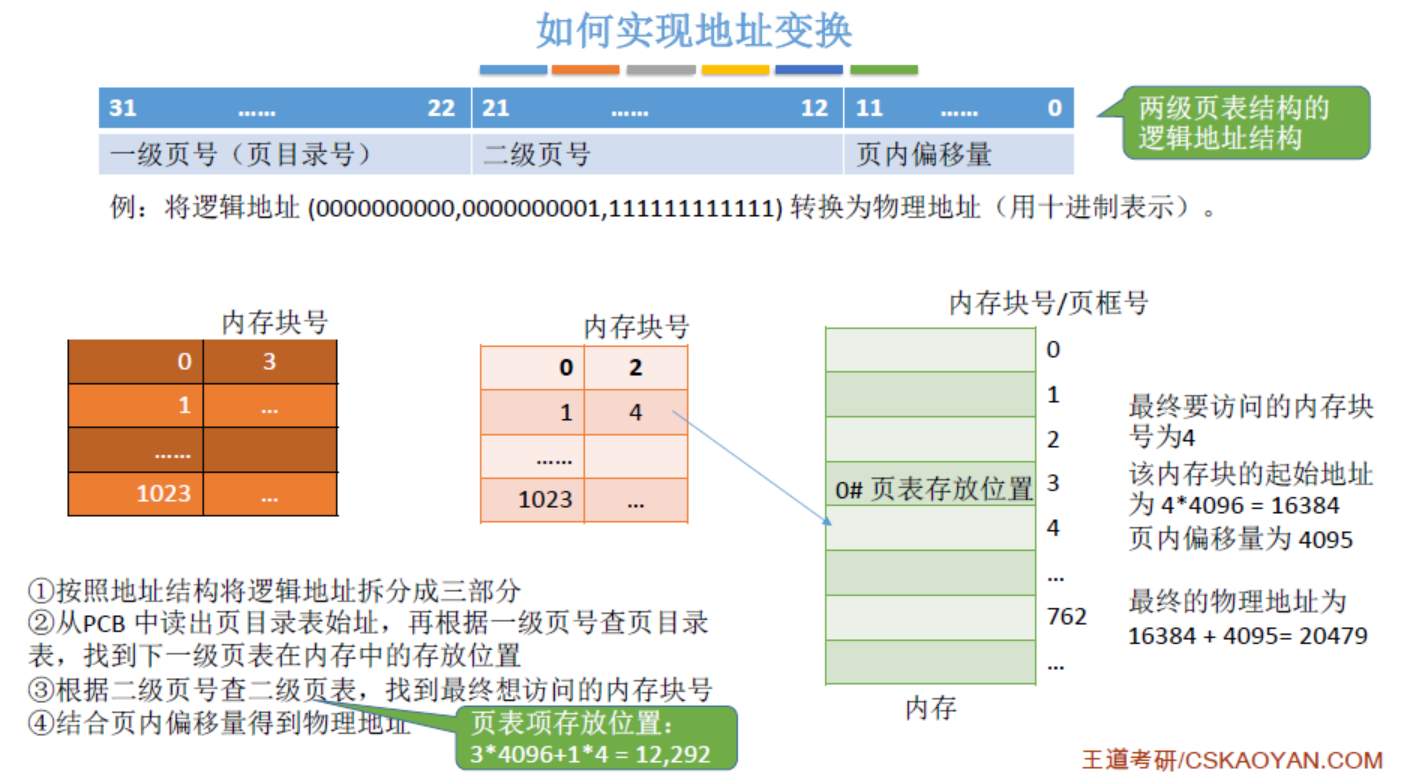 如何实现地址变换
31 …… 22 21 …… 12 11 …… 0
一级页号（页目录号） 二级页号 页内偏移量
两级页表结构的
逻辑地址结构
例：将逻辑地址 (0000000000,0000000001,111111111111) 转换为物理地址（用十进制表示）。
内存块号
0 3
1 …
……
1023 …
内存块号
0 2
1 4
……
1023 …
内存块号/页框号
0
1
2
0# 页表存放位置 3
4
…
762
…
内存
最终要访问的内存块
号为4
该内存块的起始地址
为 4*4096 = 16384
页内偏移量为 4095
最终的物理地址为
16384 + 4095= 20479
①按照地址结构将逻辑地址拆分成三部分
②从PCB 中读出页目录表始址，再根据一级页号查页目录
表，找到下一级页表在内存中的存放位置
③根据二级页号查二级页表，找到最终想访问的内存块号
④结合页内偏移量得到物理地址
页表项存放位置：
3*4096+1*4 = 12,292
王道考研/CSKAOYAN.COM